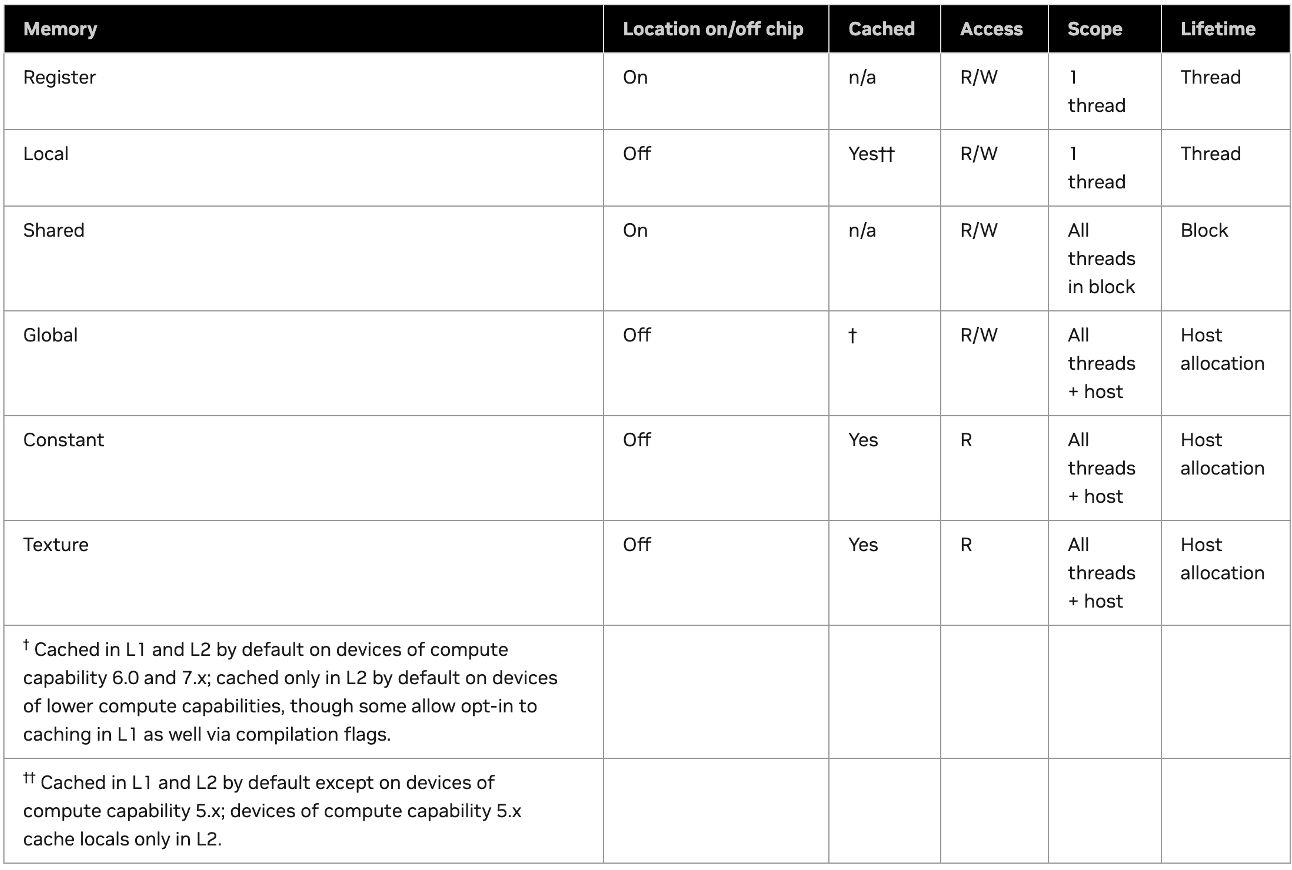 Memory Location on/off chip Cached Access Scope Lifetime
Register On n/a R/W 1 Thread
thread
Local Off Yes†† R/W 1 Thread
thread
Shared On n/a R/W All Block
threads
in block
Global Off † R/W All Host
threads allocation
+ host
Constant Off Yes R All Host
threads allocation
+ host
Texture Off Yes R All Host
threads allocation
+ host
† Cached in L1 and L2 by default on devices of compute
capability 6.0 and 7.x; cached only in L2 by default on devices
of lower compute capabilities, though some allow opt-in to
caching in L1 as well via compilation flags.
†† Cached in L1 and L2 by default except on devices of
compute capability 5.x; devices of compute capability 5.x
cache locals only in L2.